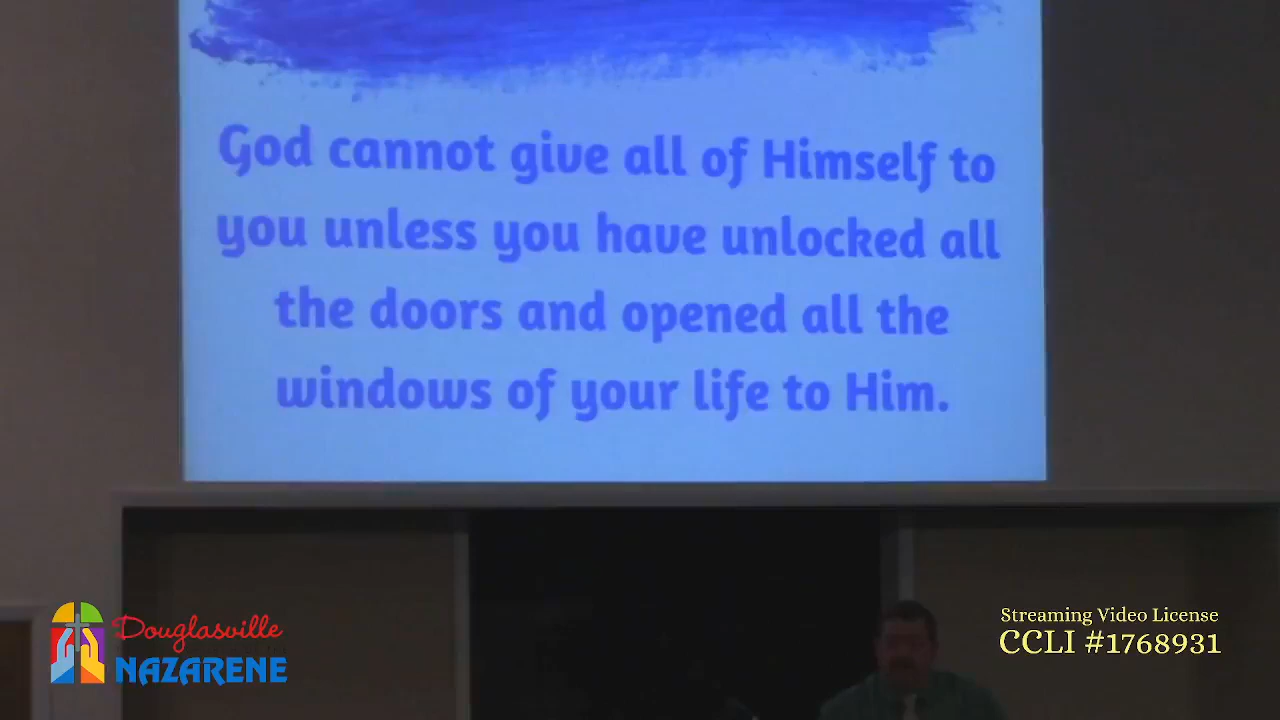 God cannot give all of Himself to
you unless you have unlocked all
the doors and opened all the
windows of your life to Him.
Douglasville
NAZARENE
Streaming Video License
CCLI #1768931